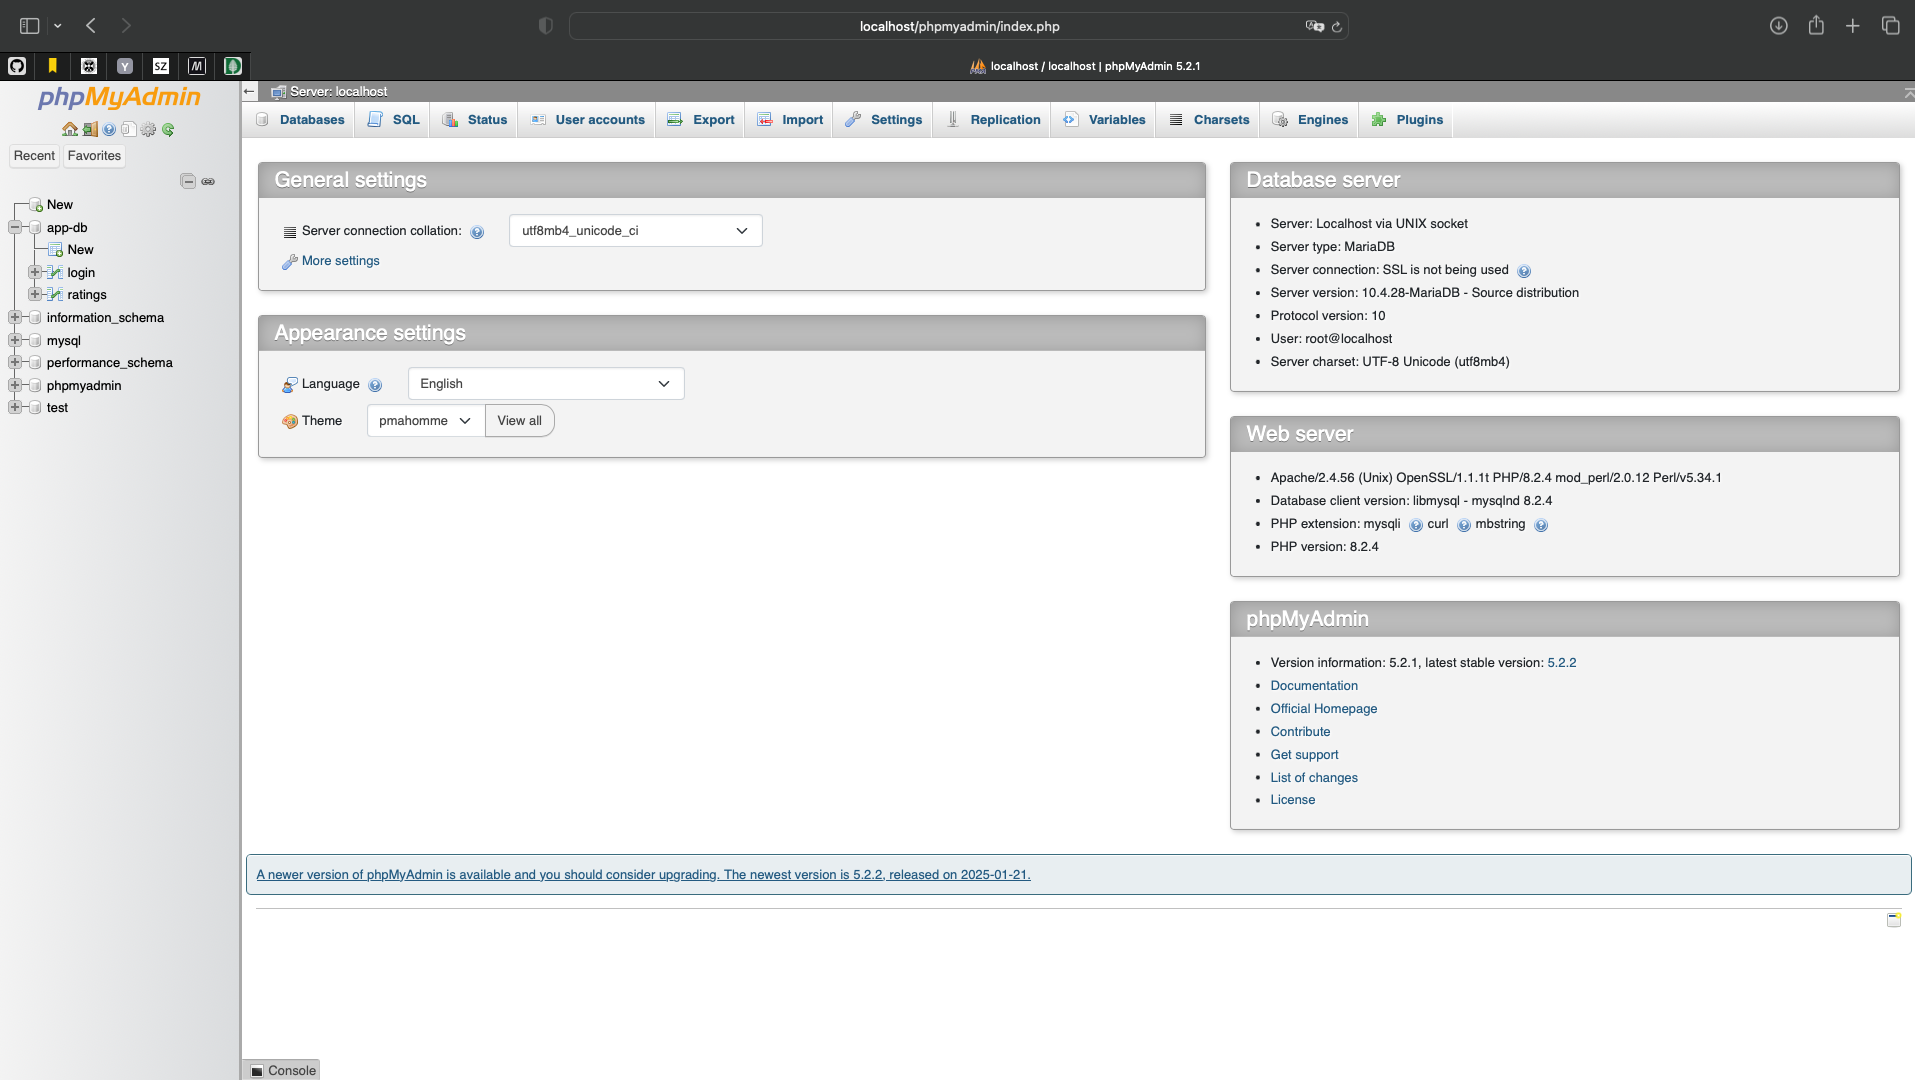 localhost/phpmyadmin/index.php
Y
SZ
M
localhost / localhost | phpMyAdmin 5.2.1
phpMyAdmin
Recent
Favorites
New
app-db
New
login
ratings
information_schema
mysql
performance_schema
phpmyadmin
test
Server: localhost
Databases
SQL
Status
User accounts
Export
Import
Settings
Replication
Variables
Charsets
Engines
Plugins
General settings
Server connection collation:
utf8mb4_unicode_ci
More settings
Appearance settings
Language
English
Theme
pmahomme
View all
Database server
Server: Localhost via UNIX socket
Server type: MariaDB
Server connection: SSL is not being used
Server version: 10.4.28-MariaDB - Source distribution
Protocol version: 10
User: root@localhost
Server charset: UTF-8 Unicode (utf8mb4)
Web server
Apache/2.4.56 (Unix) OpenSSL/1.1.1t PHP/8.2.4 mod_perl/2.0.12 Perl/v5.34.1
Database client version: libmysql - mysqlnd 8.2.4
PHP extension: mysqli curl mbstring
PHP version: 8.2.4
phpMyAdmin
Version information: 5.2.1, latest stable version: 5.2.2
Documentation
Official Homepage
Contribute
Get support
List of changes
License
A newer version of phpMyAdmin is available and you should consider upgrading. The newest version is 5.2.2, released on 2025-01-21.
Console